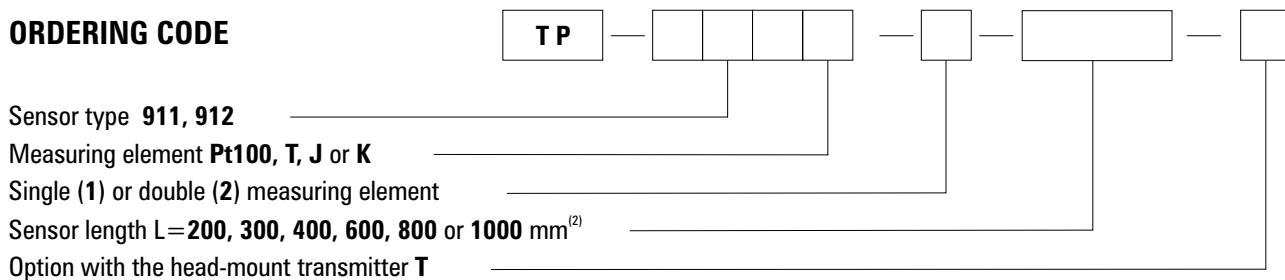 ORDERING CODE
T P
Sensor type 911, 912
Measuring element Pt100, T, J or K
Single (1) or double (2) measuring element
Sensor length L=200, 300, 400, 600, 800 or 1000 mm(2)
Option with the head-mount transmitter T